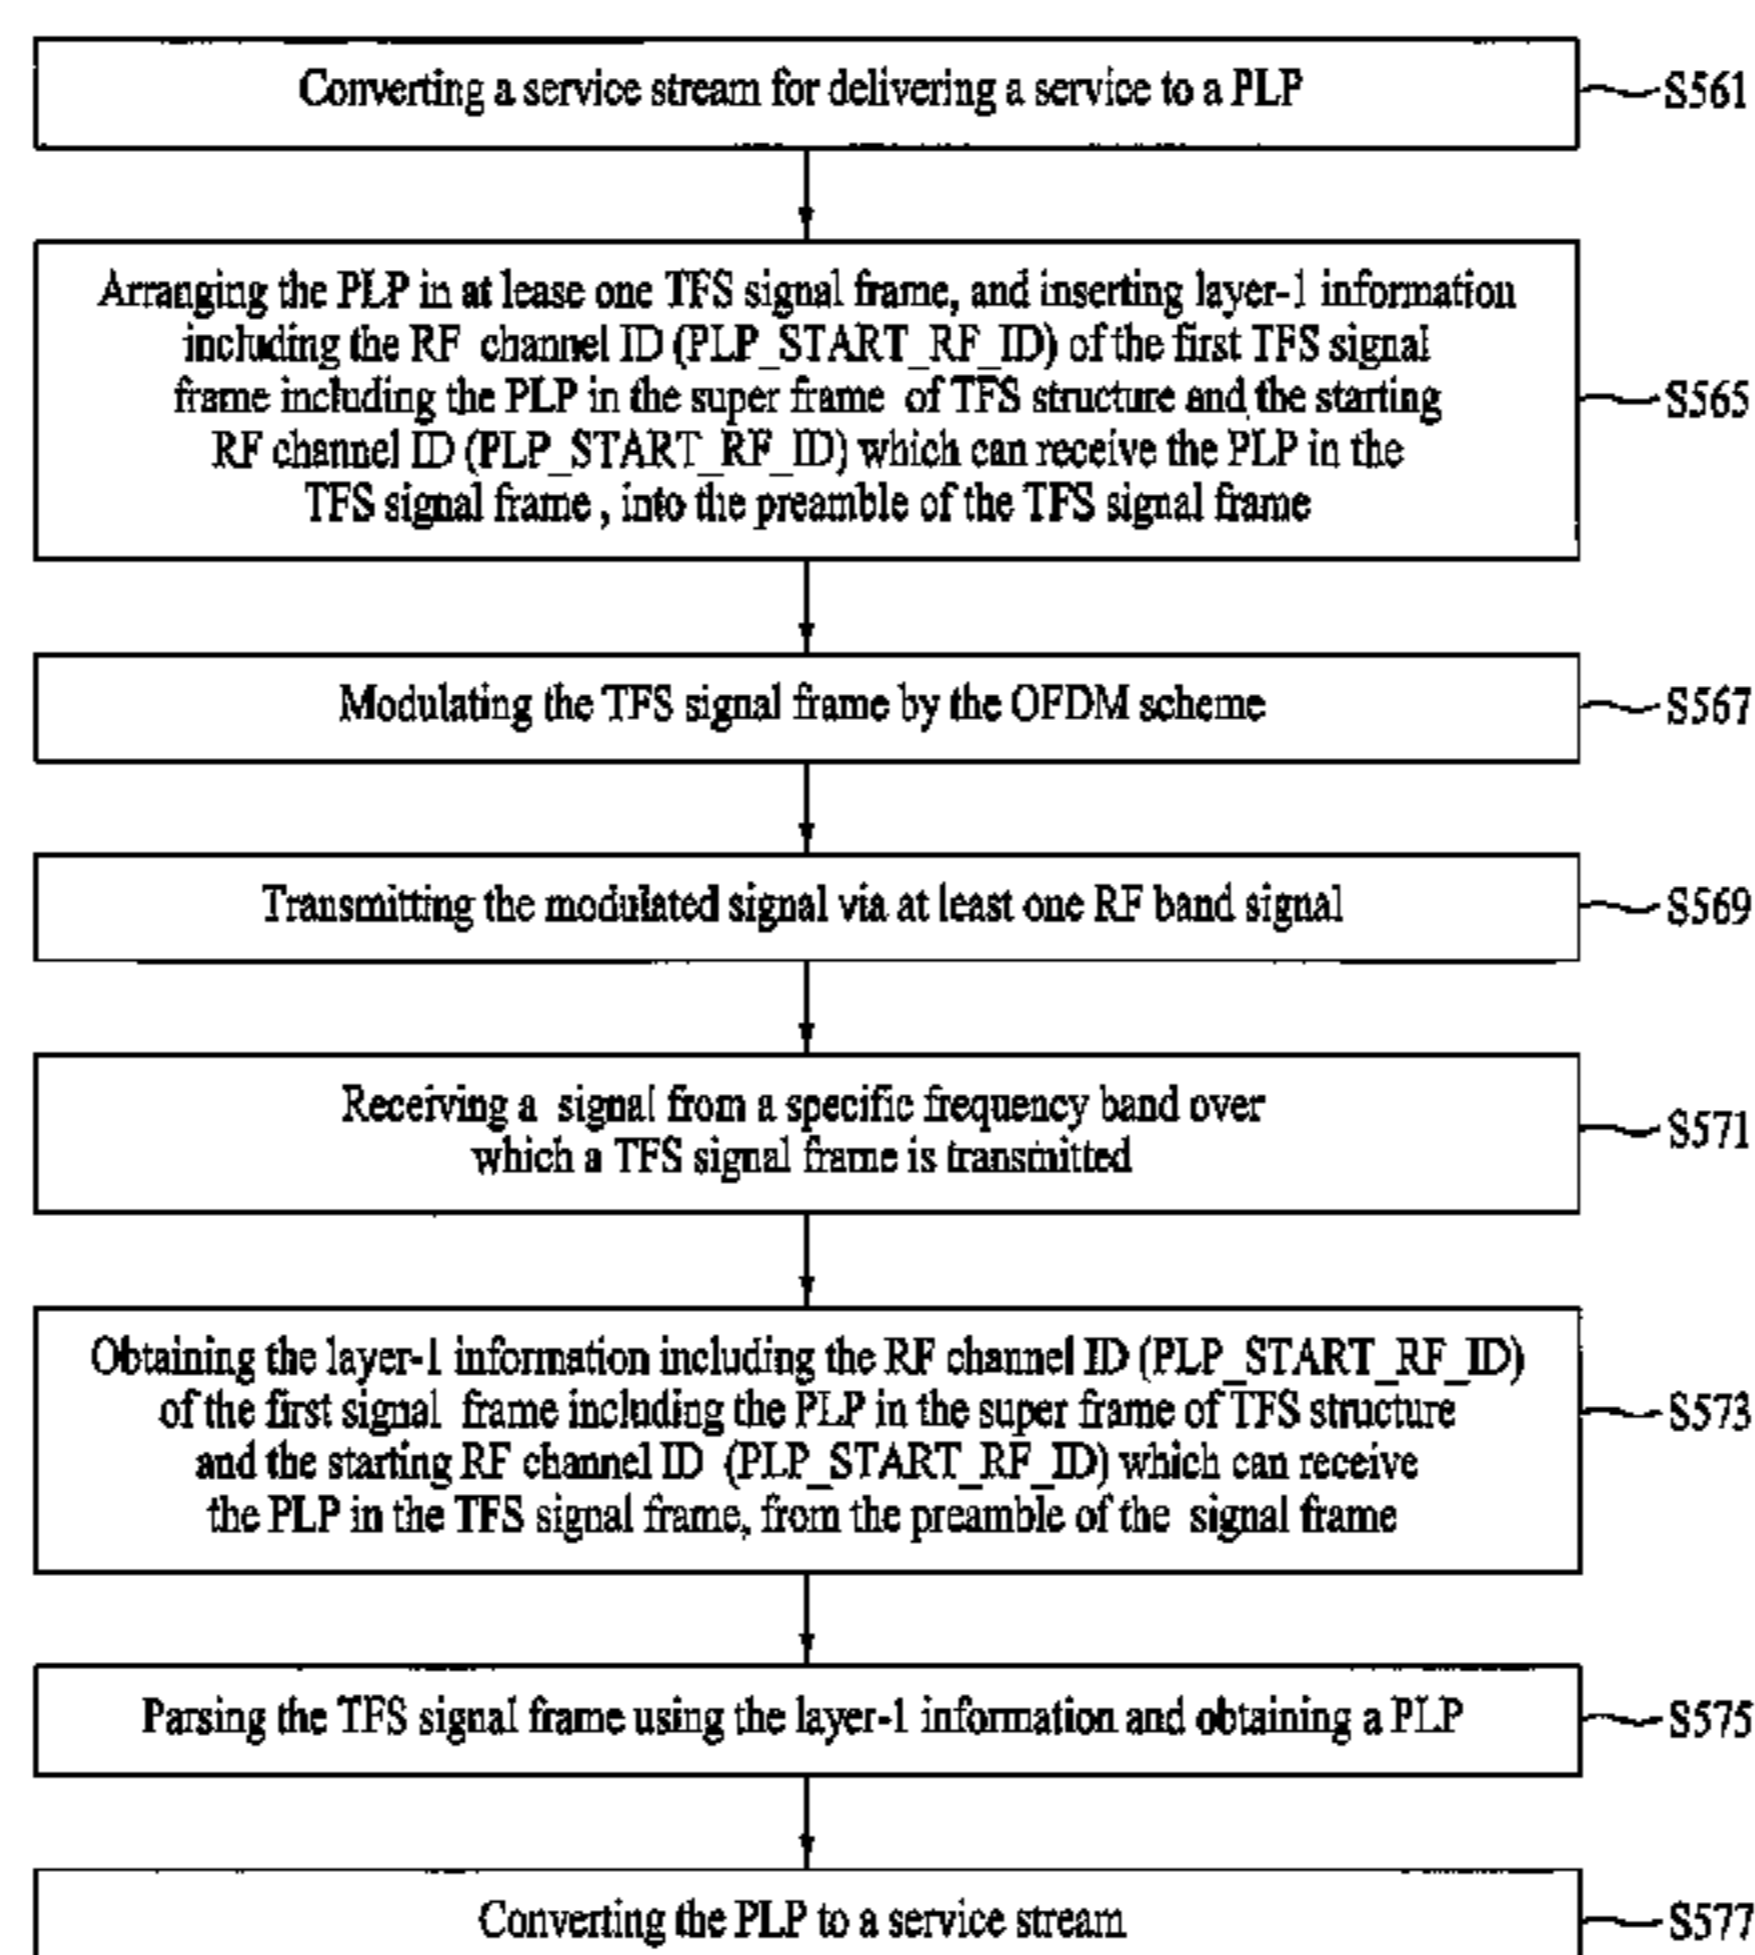 Converting a service stream for delivering a service to a PLP
S561
Arranging the PLP in at lease one TFS signal frame, and inserting layer-1 information
including the RF channel ID (PLP_START_RF_ID) of the first TFS signal
frame including the PLP in the super frame of TFS structure and the starting
RF channel ID (PLP_START_RF_ID) which can receive the PLP in the
TFS signal frame , into the preamble of the TFS signal frame
S565
Modulating the TFS signal frame by the OFDM scheme
S567
Transmitting the modulated signal via at least one RF band signal
S569
Receiving a signal from a specific frequency band over
which a TFS signal frame is transmitted
S571
Obtaining the layer-1 information including the RF channel ID (PLP_START_RF_ID)
of the first signal frame including the PLP in the super frame of TFS structure
and the starting RF channel ID (PLP_START_RF_ID) which can receive
the PLP in the TFS signal frame, from the preamble of the signal frame
S573
Parsing the TFS signal frame using the layer-1 information and obtaining a PLP
S575
Converting the PLP to a service stream
S577